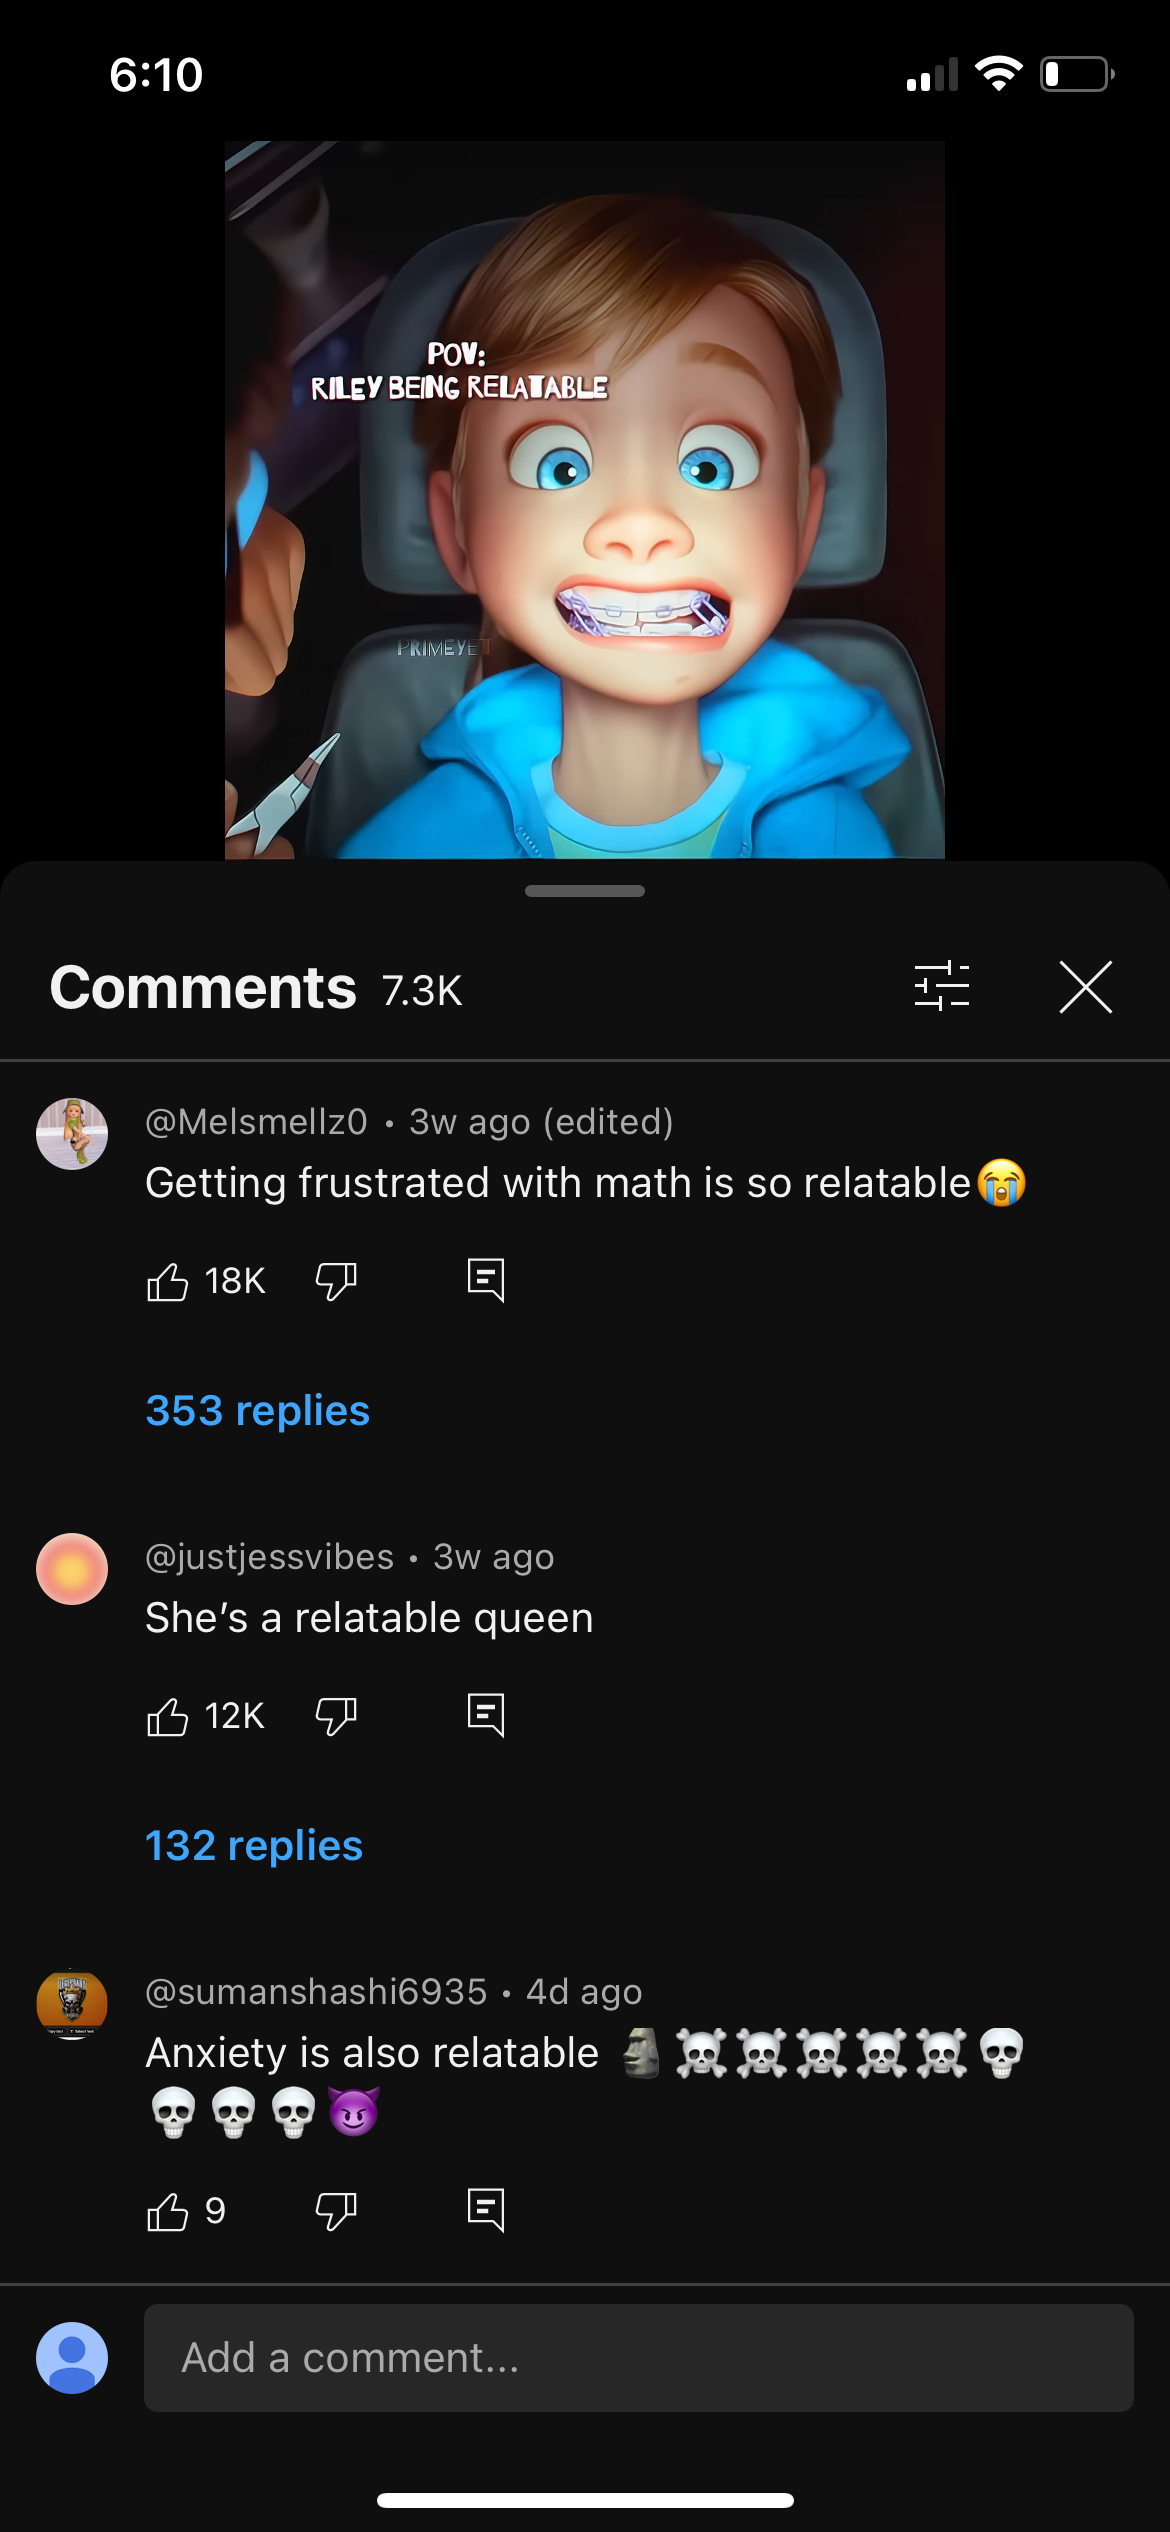 6:10
POV:
RILEY BEING RELATABLE
PRIMEYET
Comments 7.3K
@Melsmellz0 • 3w ago (edited)
Getting frustrated with math is so relatable😭
18K
353 replies
@justjessvibes • 3w ago
She’s a relatable queen
12K
132 replies
@sumanshashi6935 • 4d ago
Anxiety is also relatable 🗿☠️☠️☠️☠️☠️💀
💀💀💀😈
9
Add a comment...